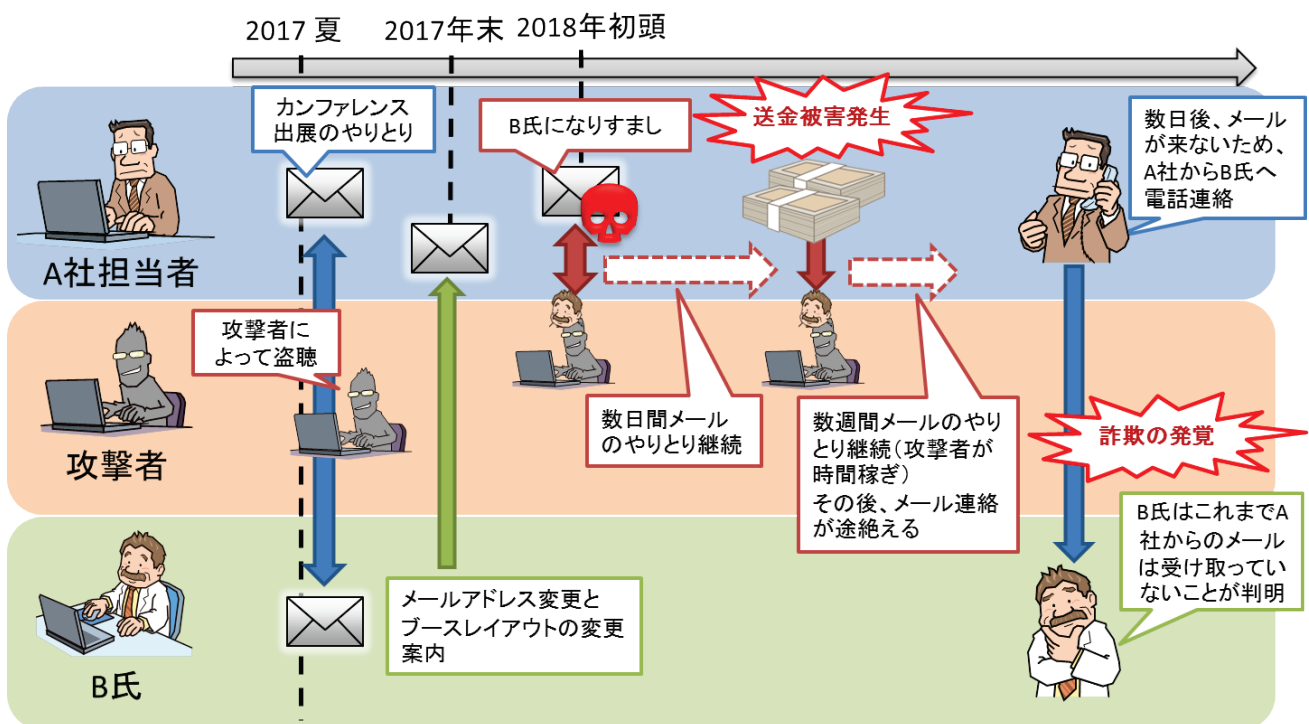 2017 夏
2017年末
2018年初頭
カンファレンス
出展のやりとり
B氏になりすまし
送金被害発生
数日後、メール
が来ないため、
A社からB氏へ
電話連絡
A社担当者
攻撃者に
よって盗聴
攻撃者
数日間メール
のやりとり継続
数週間メールのやり
とり継続(攻撃者が
時間稼ぎ)
その後、メール連絡
が途絶える
詐欺の発覚
B氏はこれまでA
社からのメール
は受け取ってい
ないことが判明
メールアドレス変更と
ブースレイアウトの変更
案内
B氏